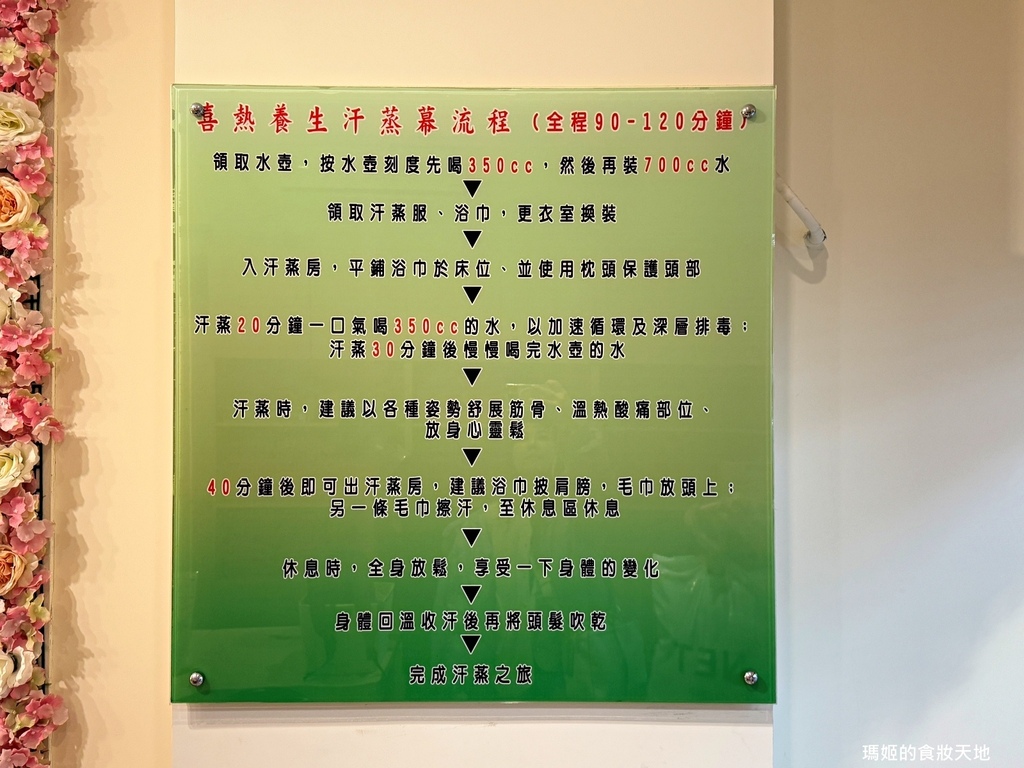 喜熱養生汗蒸幕流程(全程90-120分鐘)
領取水壺，按水壺刻度先喝350cc，然後再裝700cc水
▼
領取汗蒸服、浴巾，更衣室換裝
▼
入汗蒸房，平鋪浴巾於床位、並使用枕頭保護頭部
▼
汗蒸20分鐘一口氣喝350cc的水，以加速循環及深層排毒；
汗蒸30分鐘後慢慢喝完水壺的水
▼
汗蒸時，建議以各種姿勢舒展筋骨、溫熱酸痛部位、
放身心靈鬆
▼
40分鐘後即可出汗蒸房，建議浴巾披肩膀，毛巾放頭上；
另一條毛巾擦汗，至休息區休息
▼
休息時，全身放鬆，享受一下身體的變化
▼
身體回溫收汗後再將頭髮吹乾
▼
完成汗蒸之旅
瑪姬的食妝天地